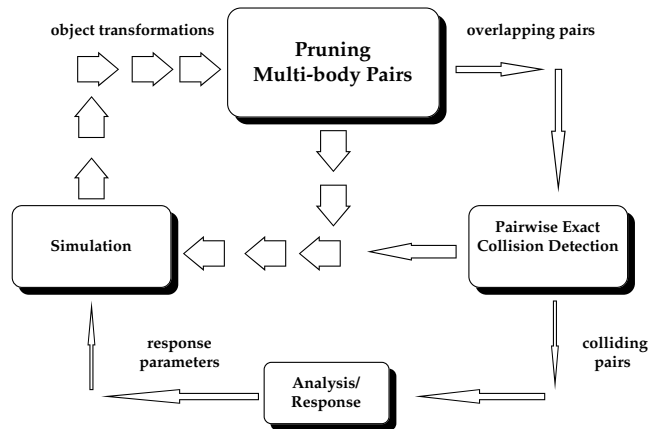 object transformations
Pruning
Multi-body Pairs
overlapping pairs
Simulation
Pairwise Exact
Collision Detection
response
parameters
colliding
pairs
Analysis/
Response